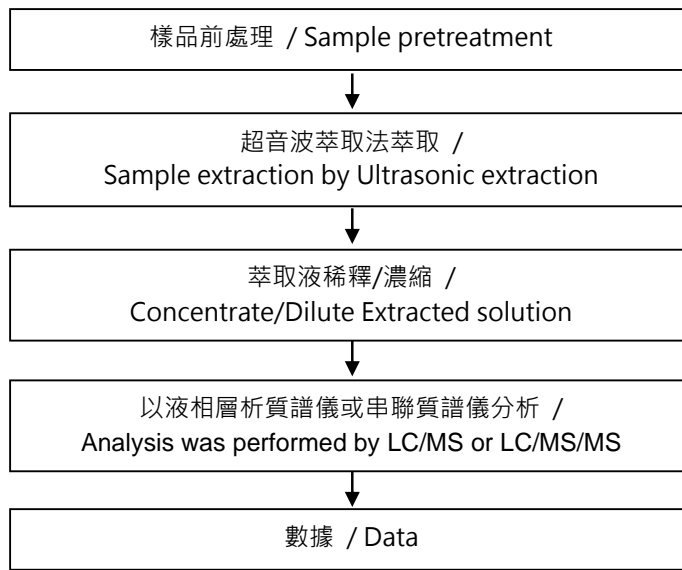 樣品前處理 / Sample pretreatment
超音波萃取法萃取 /
Sample extraction by Ultrasonic extraction
萃取液稀釋/濃縮 /
Concentrate/Dilute Extracted solution
以液相層析質譜儀或串聯質譜儀分析 /
Analysis was performed by LC/MS or LC/MS/MS
數據 / Data